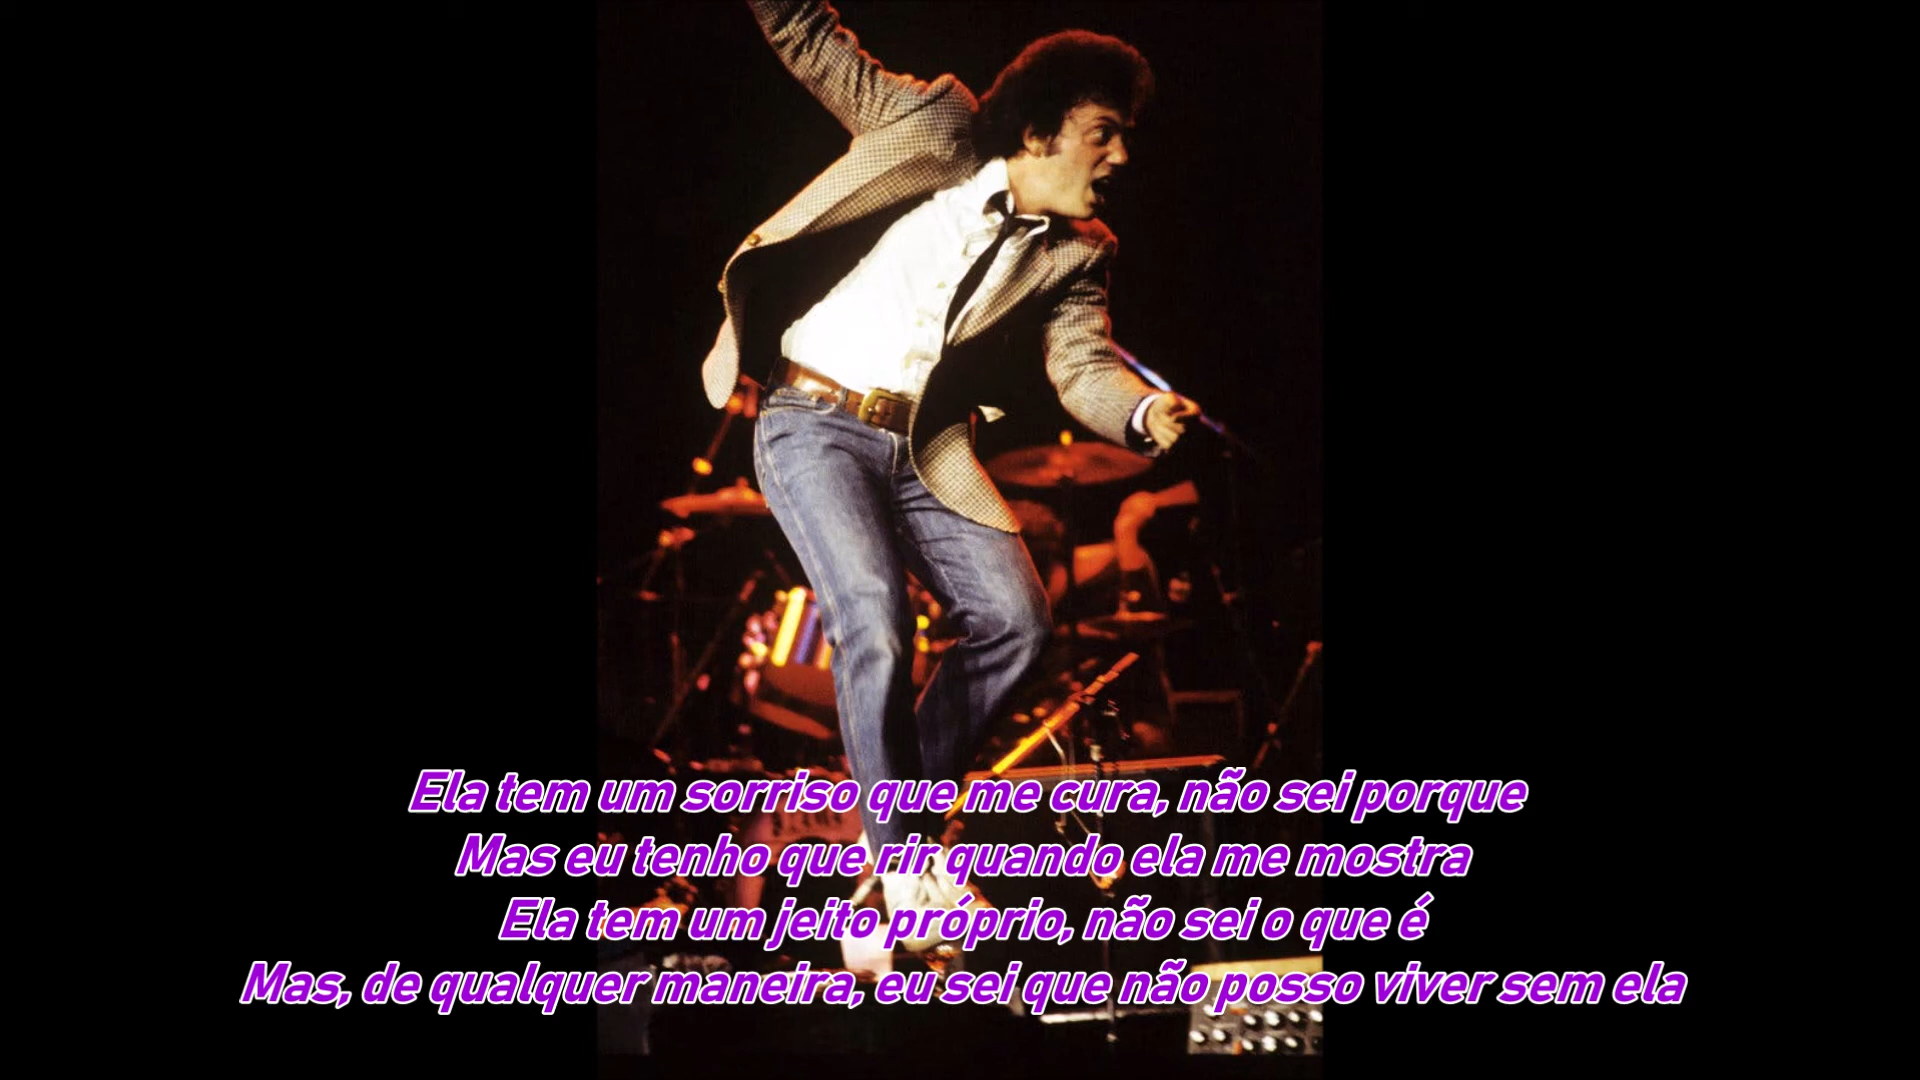 Ela tem um sorriso que me cura, não sei porque
Mas eu tenho que rir quando ela me mostra
Ela tem um jeito próprio, não sei o que é
Mas, de qualquer maneira, eu sei que não posso viver sem ela